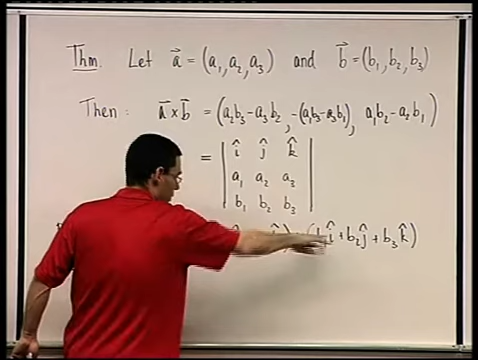 Thm. Let a⃗ = (a₁, a₂, a₃) and b⃗ = (b₁, b₂, b₃)
Then: a⃗ × b⃗ = (a₂b₃ − a₃b₂, −(a₁b₃ − a₃b₁), a₁b₂ − a₂b₁)
= | î ĵ k̂ |
| a₁ a₂ a₃ |
| b₁ b₂ b₃ |
î + b₂ĵ + b₃k̂)